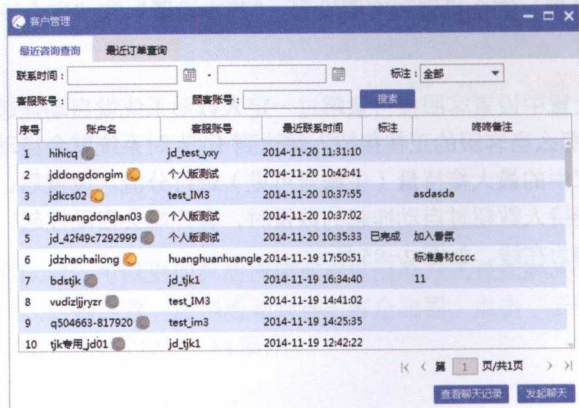 客户管理
最近咨询查询 最近订单查询
联系时间： - 标注：全部
客服账号： 顾客账号： 搜索
序号 账户名 客服账号 最近联系时间 标注 咚咚备注
1 hihicq jd_test_yxy 2014-11-20 11:31:10
2 jddongdongim 个人版测试 2014-11-20 10:42:41
3 jdkcs02 test_IM3 2014-11-20 10:37:55 asdasda
4 jdhuangdonglan03 个人版测试 2014-11-20 10:37:02
5 jd_42f49c7292999 个人版测试 2014-11-20 10:35:33 已完成 加入香氛
6 jdzhaohailong huanghuanhuangle 2014-11-19 17:50:51 标准身材cccc
7 bdstjk jd_tjk1 2014-11-19 16:34:40 11
8 vudizljjryzr test_IM3 2014-11-19 14:41:02
9 q504663-817920 test_im3 2014-11-19 14:25:35
10 tjk专用_jd01 jd_tjk1 2014-11-19 12:42:22
第 1 页/共1页
查看聊天记录 发起聊天